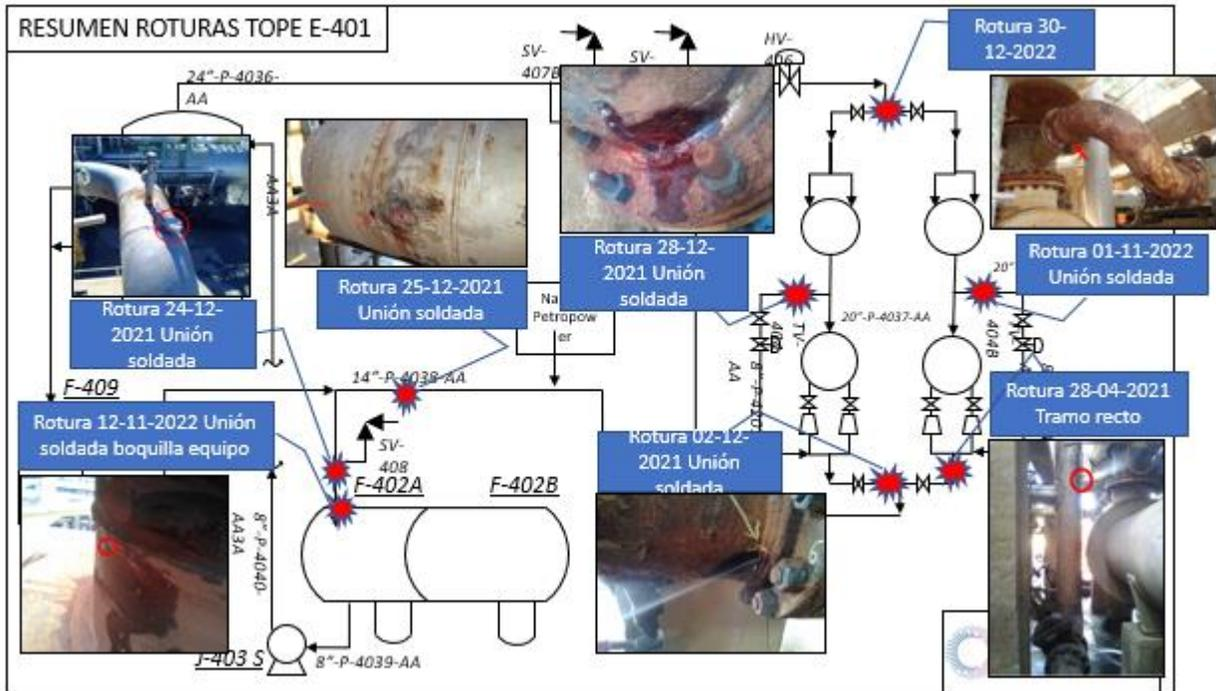 RESUMEN ROTURAS TOPE E-401
Rotura 30-
12-2022
24"-P-4036-
AA
SV-
407B
SV-
HV-
406
AA3A
Rotura 24-12-
2021 Unión
soldada
Rotura 25-12-2021
Unión soldada
Rotura 28-12-
2021 Unión
soldada
Rotura 01-11-2022
Unión soldada
Petropow
er
20"
20"-P-4037-AA
TV-
404B
AA
14"-P-4038-AA
F-409
Rotura 12-11-2022 Unión
soldada boquilla equipo
SV-
408
F-402A
F-402B
Rotura 02-12-
2021 Unión
soldada
Rotura 28-04-2021
Tramo recto
8"-P-4040-
AA3A
J-403 S
8"-P-4039-AA